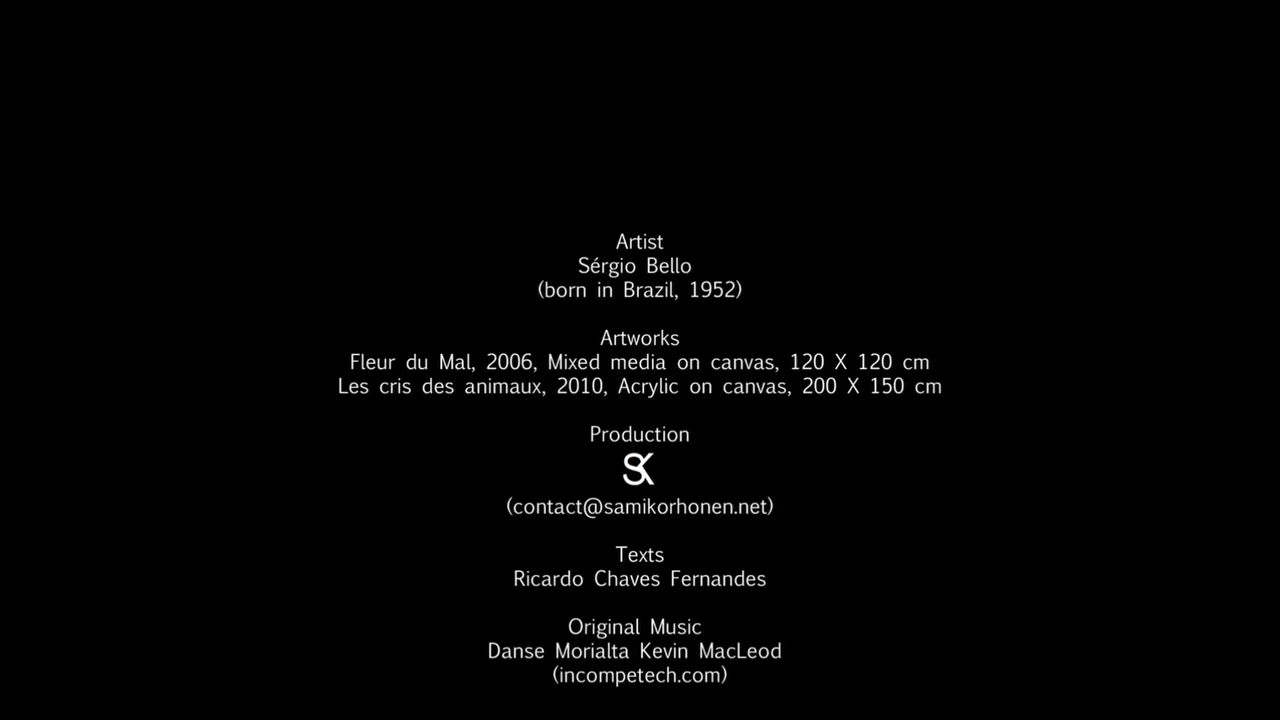 Artist
Sérgio Bello
(born in Brazil, 1952)
Artworks
Fleur du Mal, 2006, Mixed media on canvas, 120 X 120 cm
Les cris des animaux, 2010, Acrylic on canvas, 200 X 150 cm
Production
SK
(contact@samikorhonen.net)
Texts
Ricardo Chaves Fernandes
Original Music
Danse Morialta Kevin MacLeod
(incompetech.com)